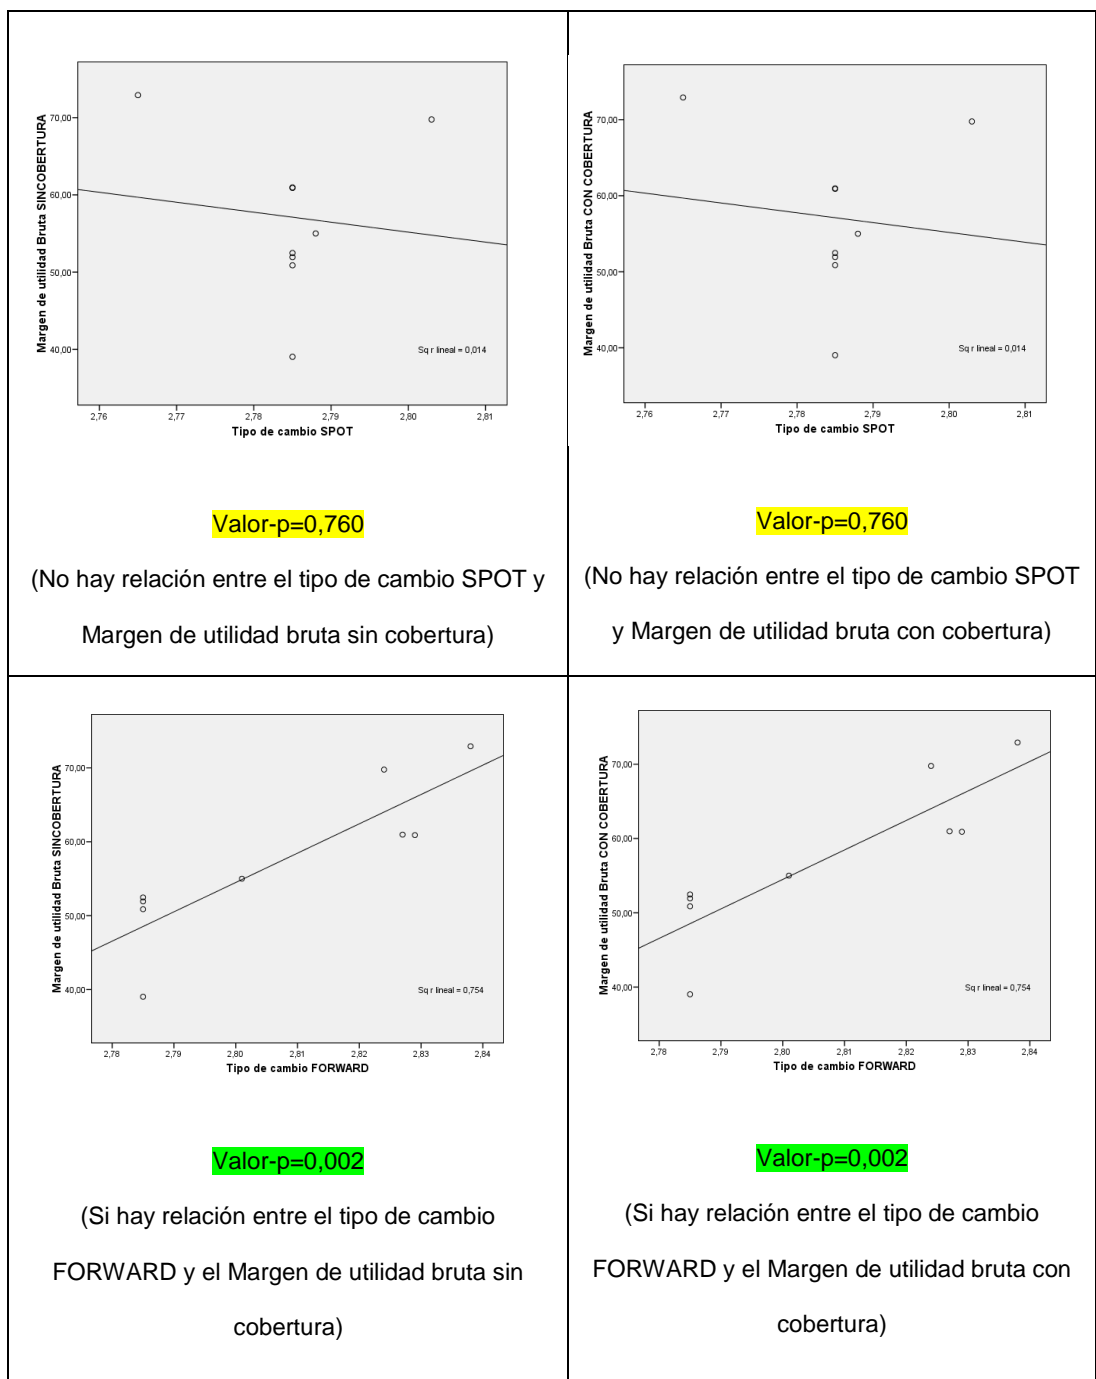 Margen de utilidad Bruta SINCOBERTURA
70,00
60,00
50,00
40,00
Sq r lineal = 0,014
2,76 2,77 2,78 2,79 2,80 2,81
Tipo de cambio SPOT
Valor-p=0,760
(No hay relación entre el tipo de cambio SPOT y
Margen de utilidad bruta sin cobertura)
Margen de utilidad Bruta CON COBERTURA
70,00
60,00
50,00
40,00
Sq r lineal = 0,014
2,76 2,77 2,78 2,79 2,80 2,81
Tipo de cambio SPOT
Valor-p=0,760
(No hay relación entre el tipo de cambio SPOT
y Margen de utilidad bruta con cobertura)
Margen de utilidad Bruta SINCOBERTURA
70,00
60,00
50,00
40,00
Sq r lineal = 0,754
2,78 2,79 2,80 2,81 2,82 2,83 2,84
Tipo de cambio FORWARD
Valor-p=0,002
(Si hay relación entre el tipo de cambio
FORWARD y el Margen de utilidad bruta sin
cobertura)
Margen de utilidad Bruta CON COBERTURA
70,00
60,00
50,00
40,00
Sq r lineal = 0,754
2,78 2,79 2,80 2,81 2,82 2,83 2,84
Tipo de cambio FORWARD
Valor-p=0,002
(Si hay relación entre el tipo de cambio
FORWARD y el Margen de utilidad bruta con
cobertura)